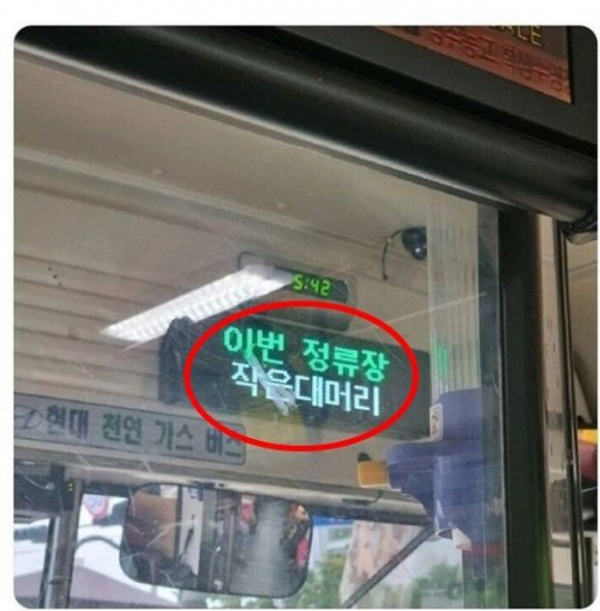 5:42
이번 정류장
작은대머리
현대 천연 가스 버스